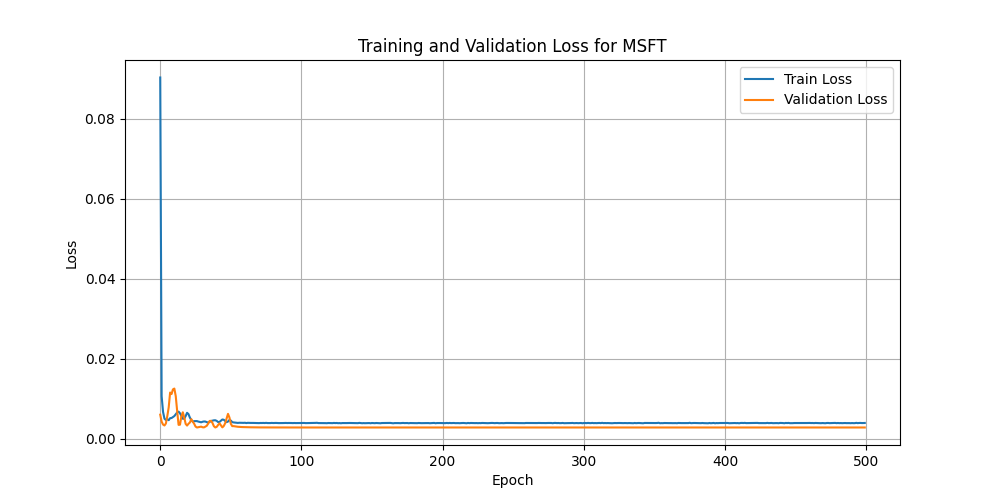 Training and Validation Loss for MSFT
Train Loss
Validation Loss
Loss
0.08
0.06
0.04
0.02
0.00
0
100
200
300
400
500
Epoch